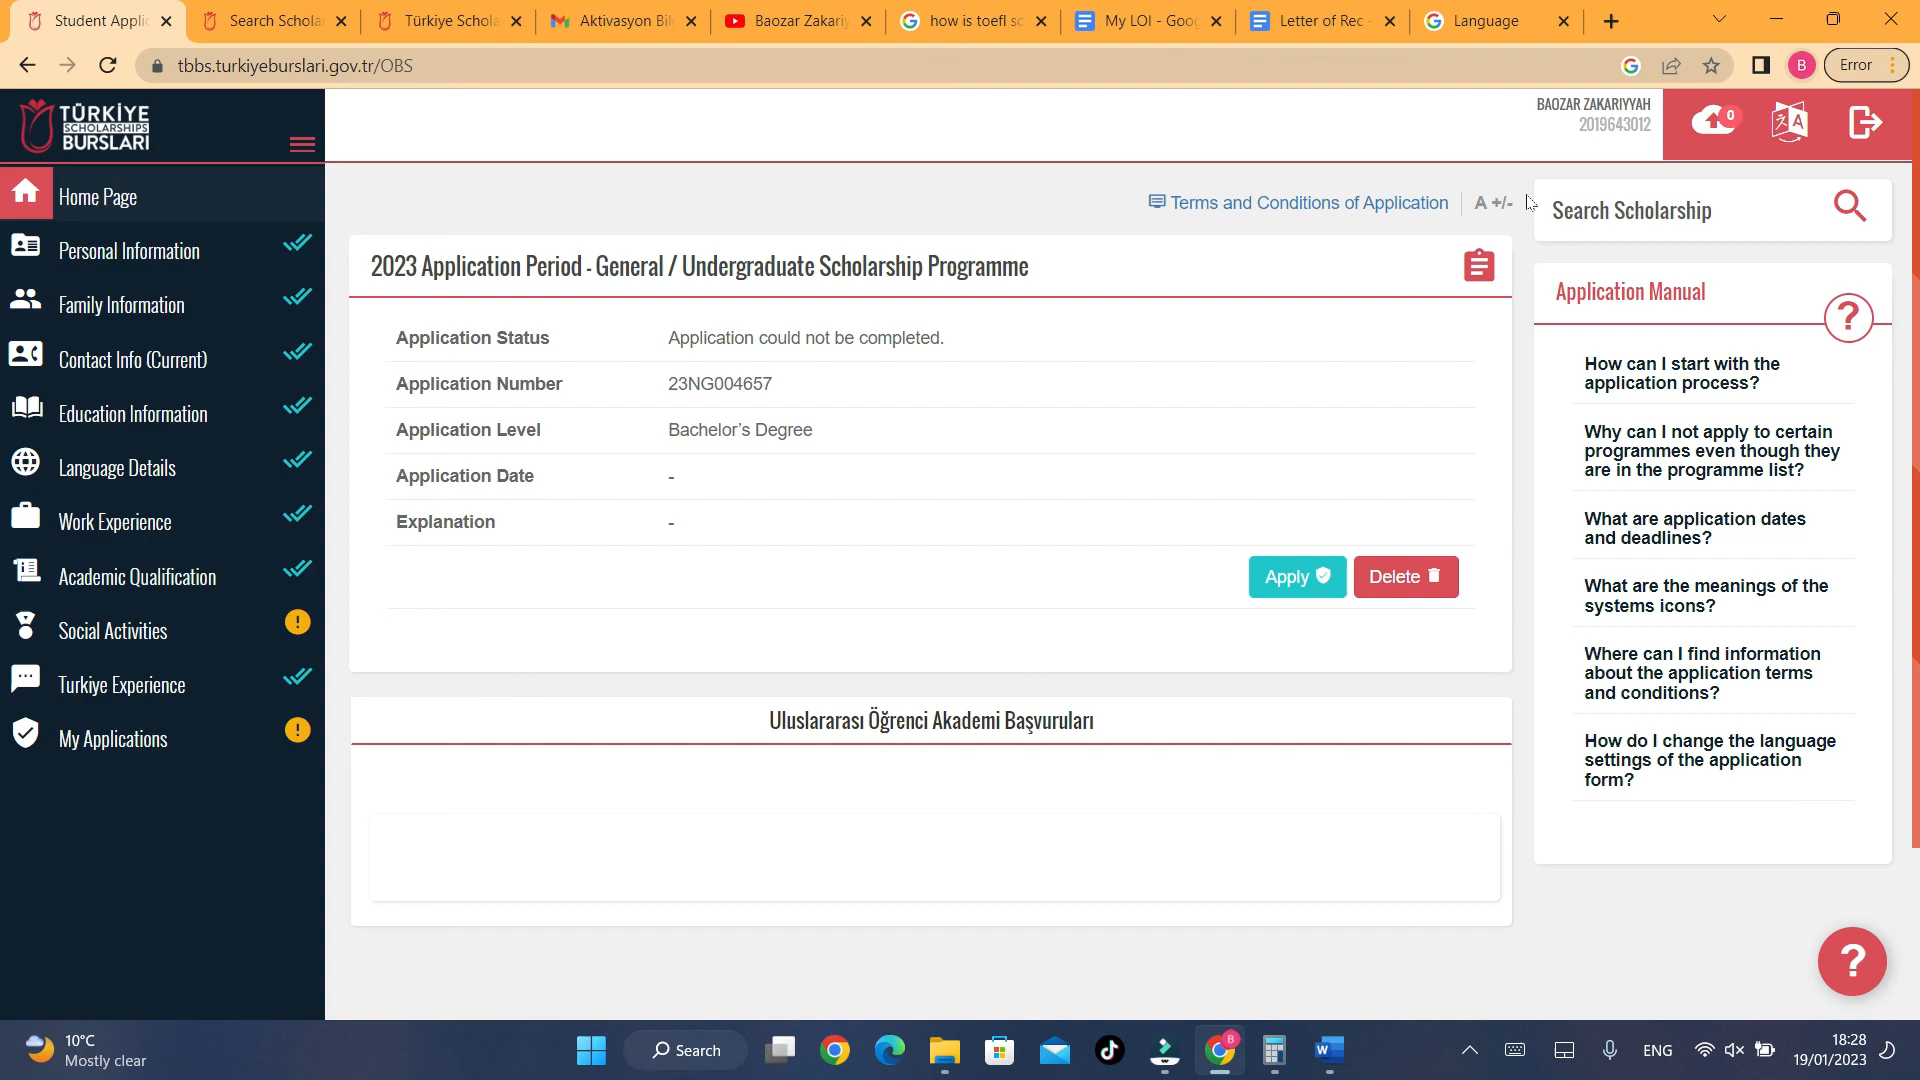 Student Applic
Search Scholar
Türkiye Schola
Aktivasyon Bil
Baozar Zakariy
how is toefl sc
My LOI - Goog
Letter of Rec -
Language
tbbs.turkiyeburslari.gov.tr/OBS
B
Error
TÜRKİYE
SCHOLARSHIPS
BURSLARI
BAOZAR ZAKARIYYAH
2019643012
0
A
Home Page
Personal Information
Family Information
Contact Info (Current)
Education Information
Language Details
Work Experience
Academic Qualification
Social Activities
Turkiye Experience
My Applications
Terms and Conditions of Application
A +/-
2023 Application Period - General / Undergraduate Scholarship Programme
Application Status Application could not be completed.
Application Number 23NG004657
Application Level Bachelor's Degree
Application Date -
Explanation -
Apply
Delete
Uluslararası Öğrenci Akademi Başvuruları
Search Scholarship
Application Manual
?
How can I start with the
application process?
Why can I not apply to certain
programmes even though they
are in the programme list?
What are application dates
and deadlines?
What are the meanings of the
systems icons?
Where can I find information
about the application terms
and conditions?
How do I change the language
settings of the application
form?
?
10°C
Mostly clear
Search
B
W
ENG
18:28
19/01/2023